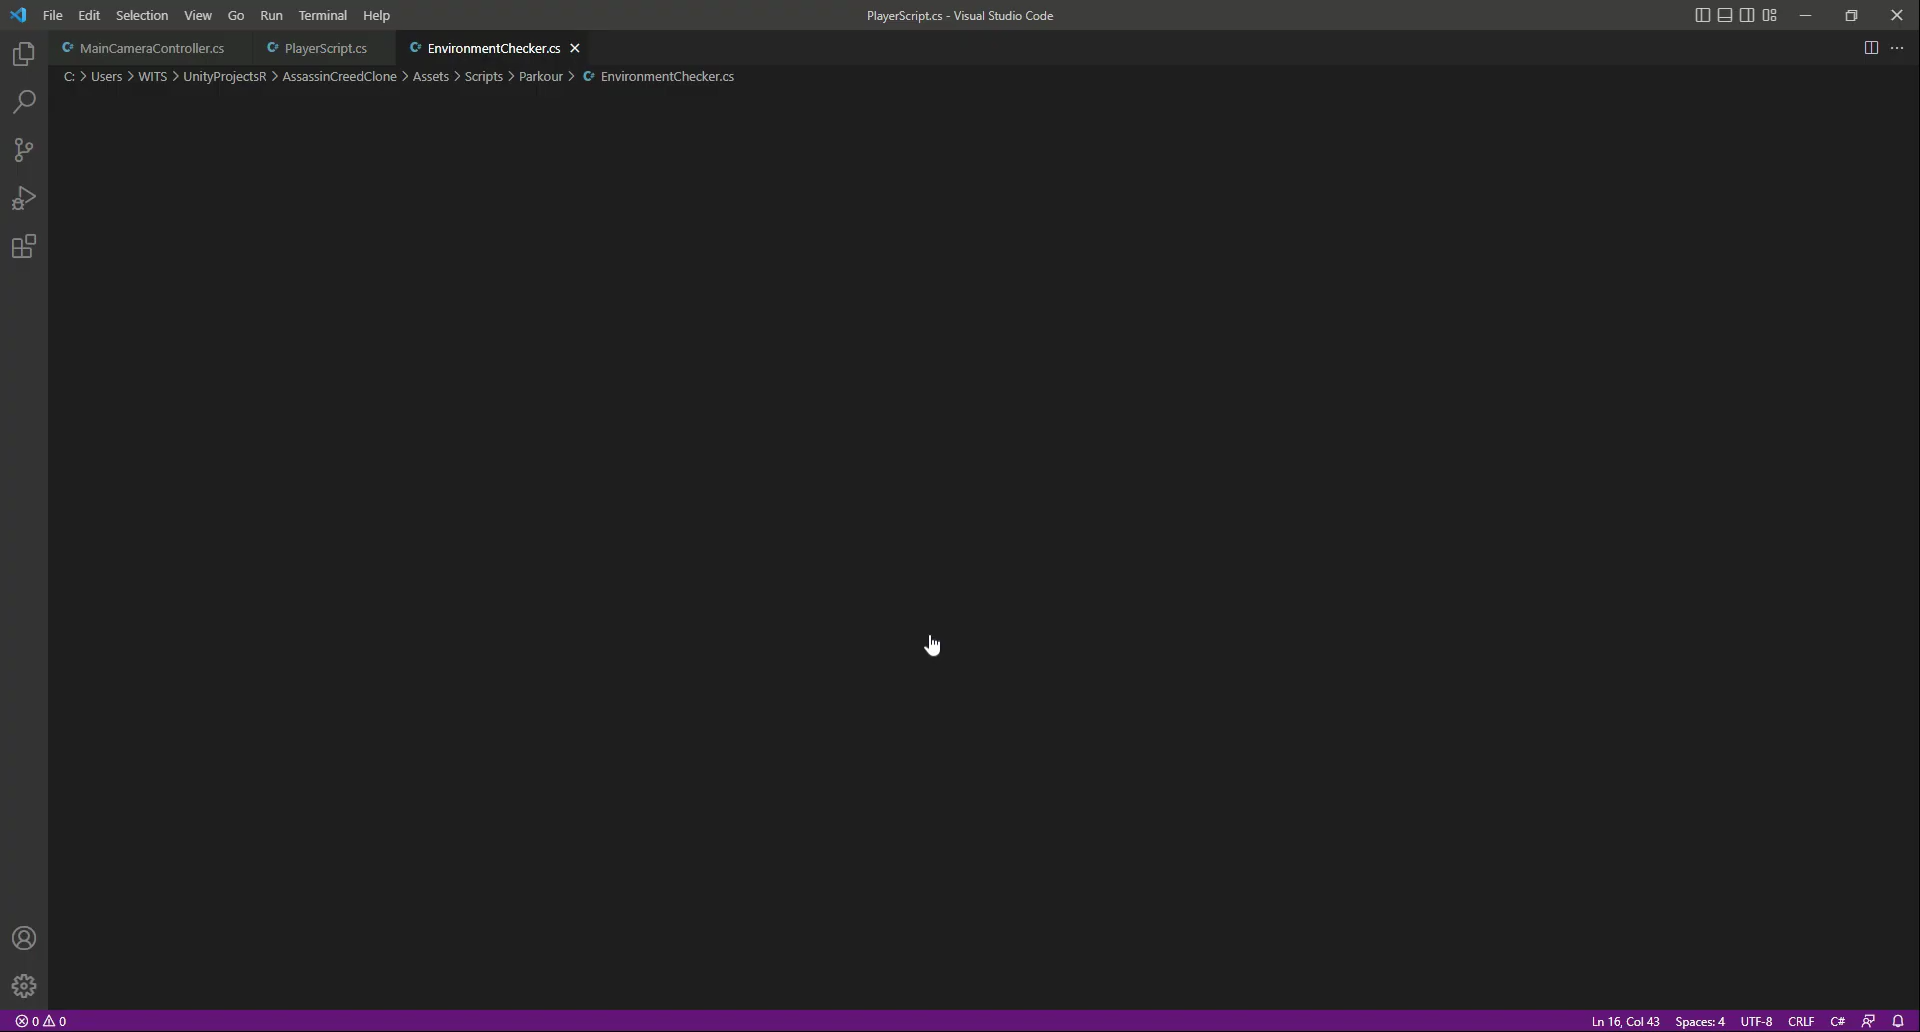 File Edit Selection View Go Run Terminal Help PlayerScript.cs - Visual Studio Code
MainCameraController.cs PlayerScript.cs EnvironmentChecker.cs
C: > Users > WITS > UnityProjectsR > AssassinCreedClone > Assets > Scripts > Parkour > EnvironmentChecker.cs
0 0 Ln 16, Col 43 Spaces: 4 UTF-8 CRLF C#